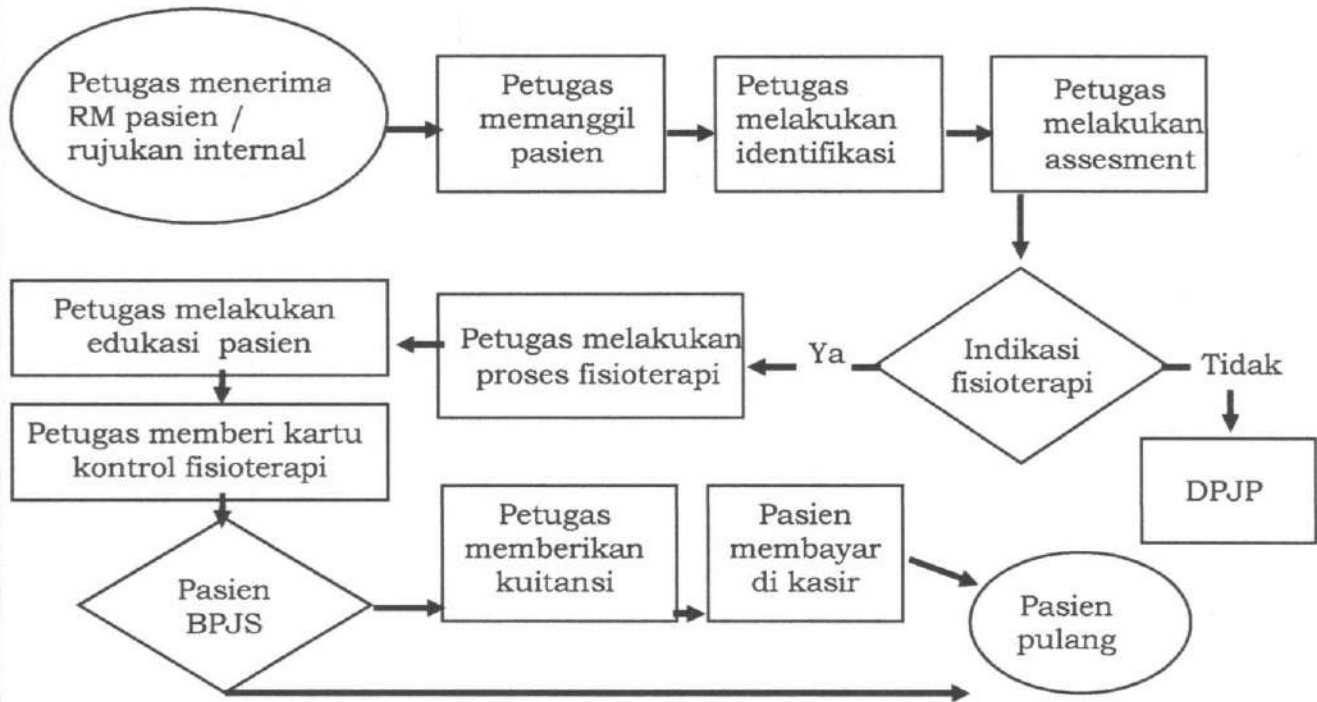 Petugas menerima
RM pasien /
rujukan internal
Petugas
memanggil
pasien
Petugas
melakukan
identifikasi
Petugas
melakukan
assesment
Indikasi
fisioterapi
Ya
Tidak
DPJP
Petugas melakukan
proses fisioterapi
Petugas melakukan
edukasi pasien
Petugas memberi kartu
kontrol fisioterapi
Pasien
BPJS
Petugas
memberikan
kuitansi
Pasien
membayar
di kasir
Pasien
pulang